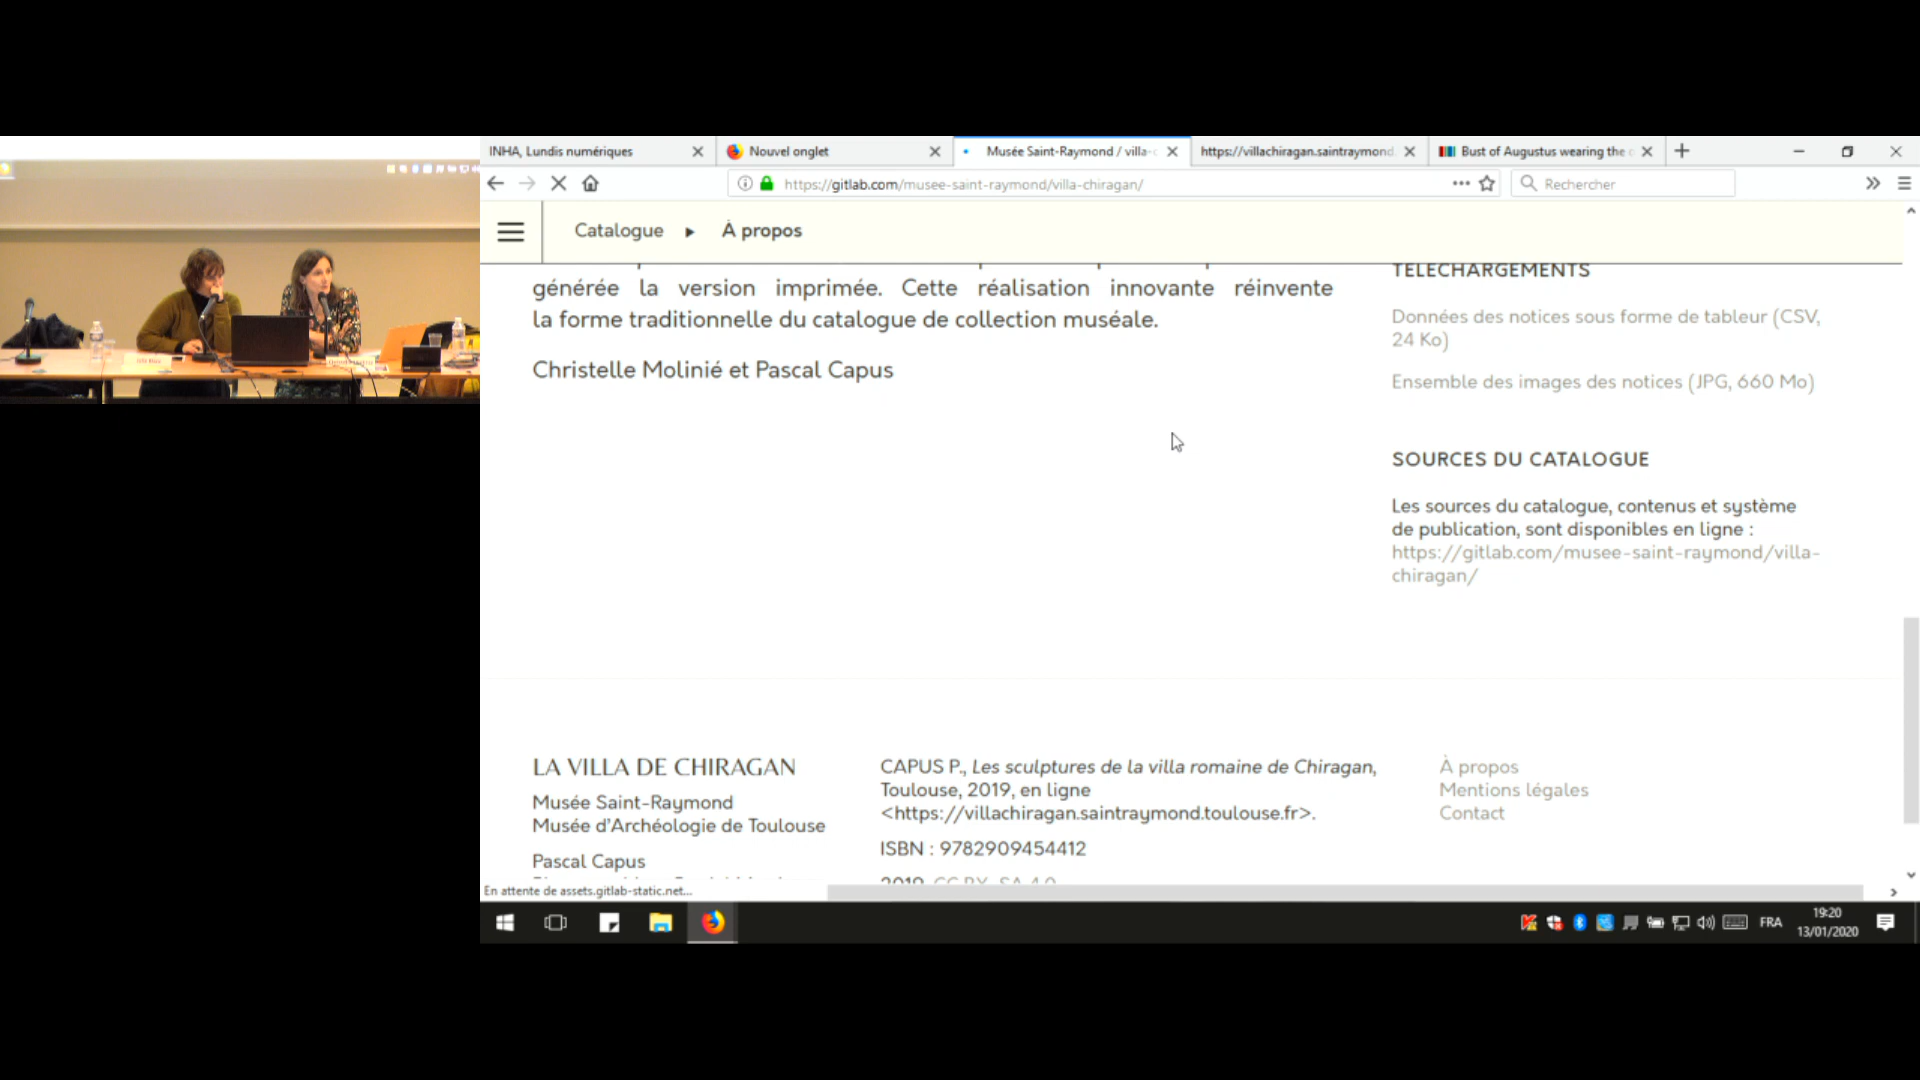 INHA, Lundis numériques
Nouvel onglet
Musée Saint-Raymond / villa-c
https://villachiragan.saintraymond.
Bust of Augustus wearing the
https://gitlab.com/musee-saint-raymond/villa-chiragan/
Rechercher
Catalogue ▸ À propos
générée la version imprimée. Cette réalisation innovante réinvente
la forme traditionnelle du catalogue de collection muséale.
Christelle Molinié et Pascal Capus
TÉLÉCHARGEMENTS
Données des notices sous forme de tableur (CSV,
24 Ko)
Ensemble des images des notices (JPG, 660 Mo)
SOURCES DU CATALOGUE
Les sources du catalogue, contenus et système
de publication, sont disponibles en ligne :
https://gitlab.com/musee-saint-raymond/villa-
chiragan/
LA VILLA DE CHIRAGAN
Musée Saint-Raymond
Musée d'Archéologie de Toulouse
Pascal Capus
CAPUS P., Les sculptures de la villa romaine de Chiragan,
Toulouse, 2019, en ligne
<https://villachiragan.saintraymond.toulouse.fr>.
ISBN : 9782909454412
2019, CC BY-SA 4.0
À propos
Mentions légales
Contact
En attente de assets.gitlab-static.net...
FRA
19:20
13/01/2020